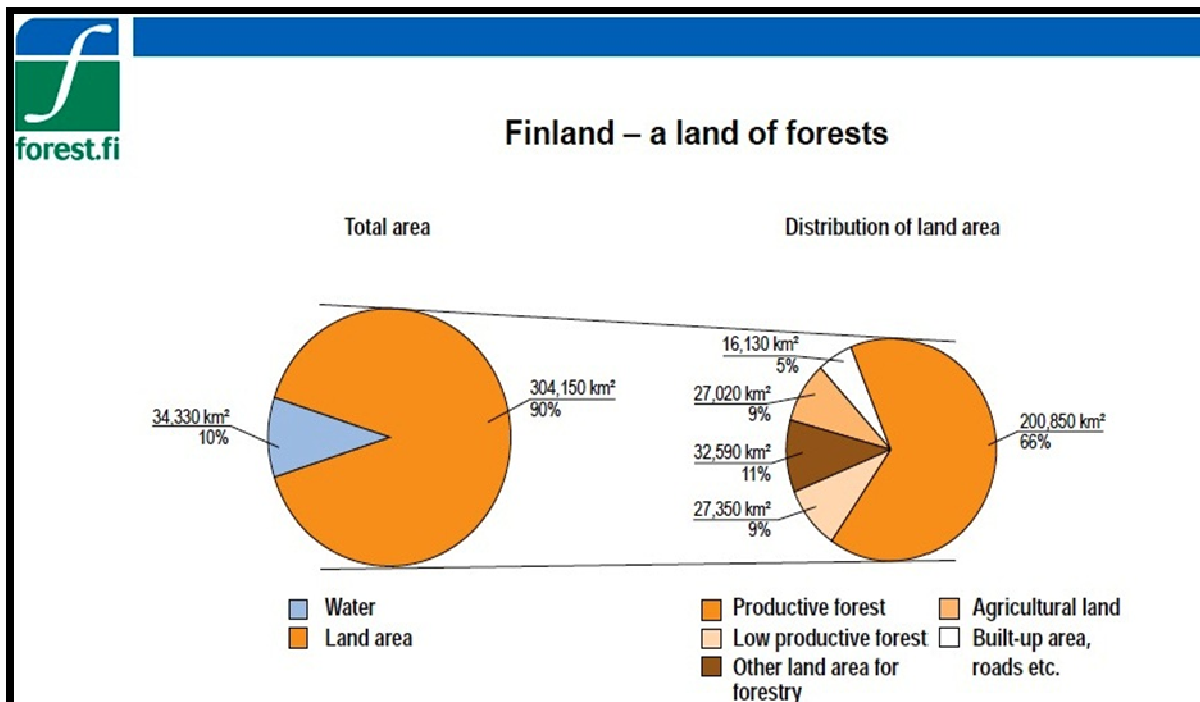 f
forest.fi
Finland – a land of forests
Total area
Distribution of land area
34,330 km²
10%
304,150 km²
90%
16,130 km²
5%
27,020 km²
9%
32,590 km²
11%
27,350 km²
9%
200,850 km²
66%
Water
Land area
Productive forest
Low productive forest
Other land area for
forestry
Agricultural land
Built-up area,
roads etc.